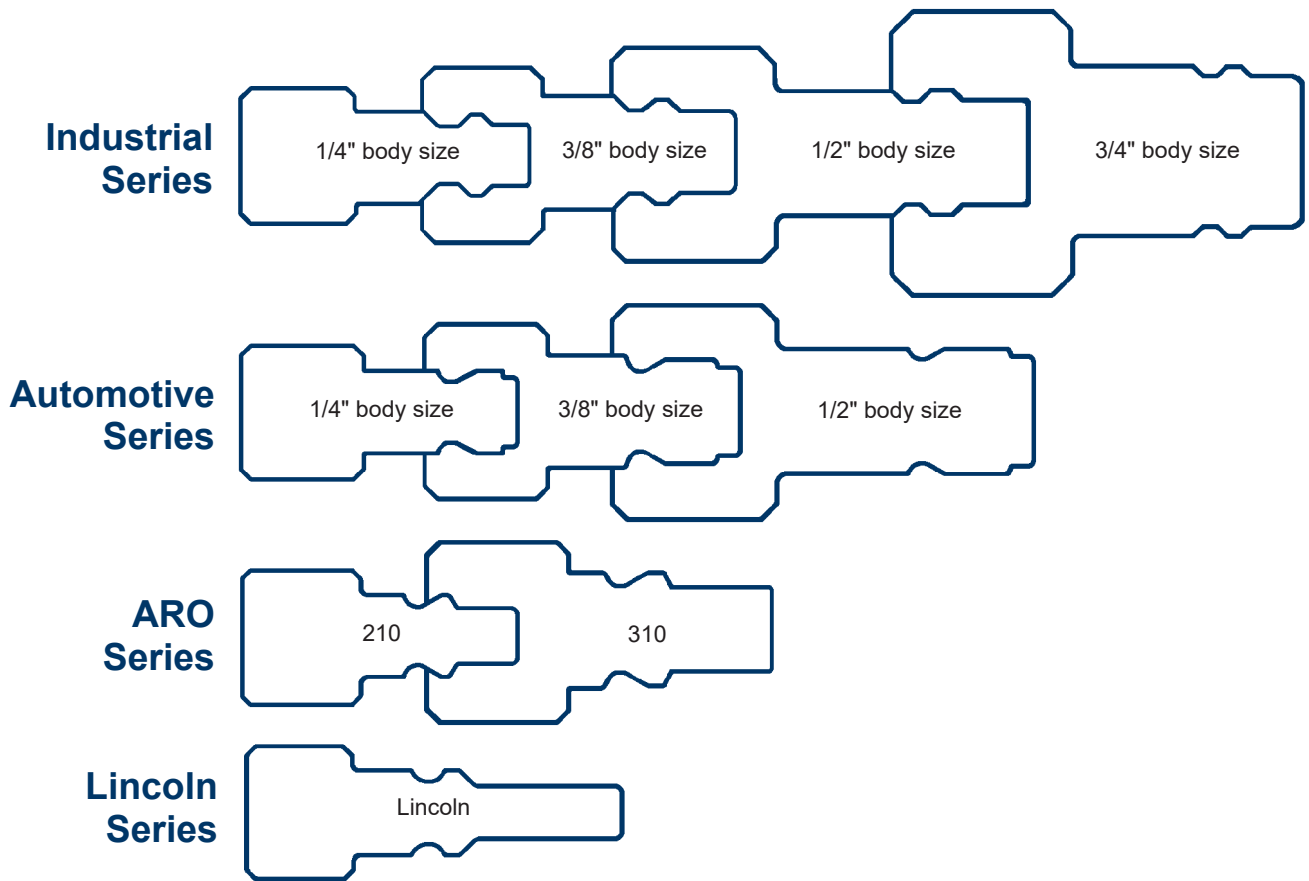 Industrial
Series
1/4" body size
3/8" body size
1/2" body size
3/4" body size
Automotive
Series
1/4" body size
3/8" body size
1/2" body size
ARO
Series
210
310
Lincoln
Series
Lincoln